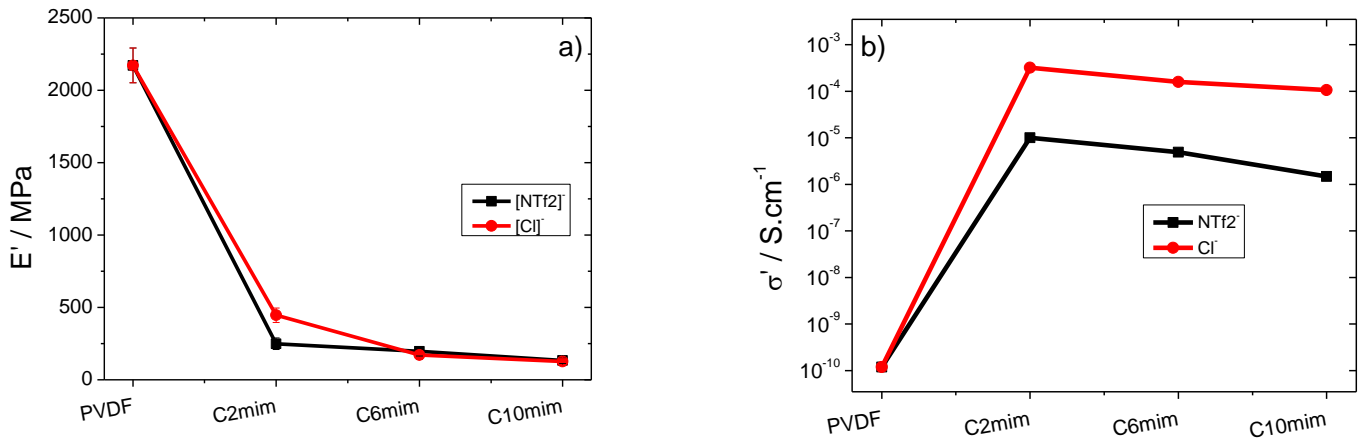 a)
E' / MPa
2500
2000
1500
1000
500
0
[NTf2]⁻
[Cl]⁻
PVDF
C2mim
C6mim
C10mim
b)
σ' / S.cm⁻¹
10⁻³
10⁻⁴
10⁻⁵
10⁻⁶
10⁻⁷
10⁻⁸
10⁻⁹
10⁻¹⁰
NTf2⁻
Cl⁻
PVDF
C2mim
C6mim
C10mim